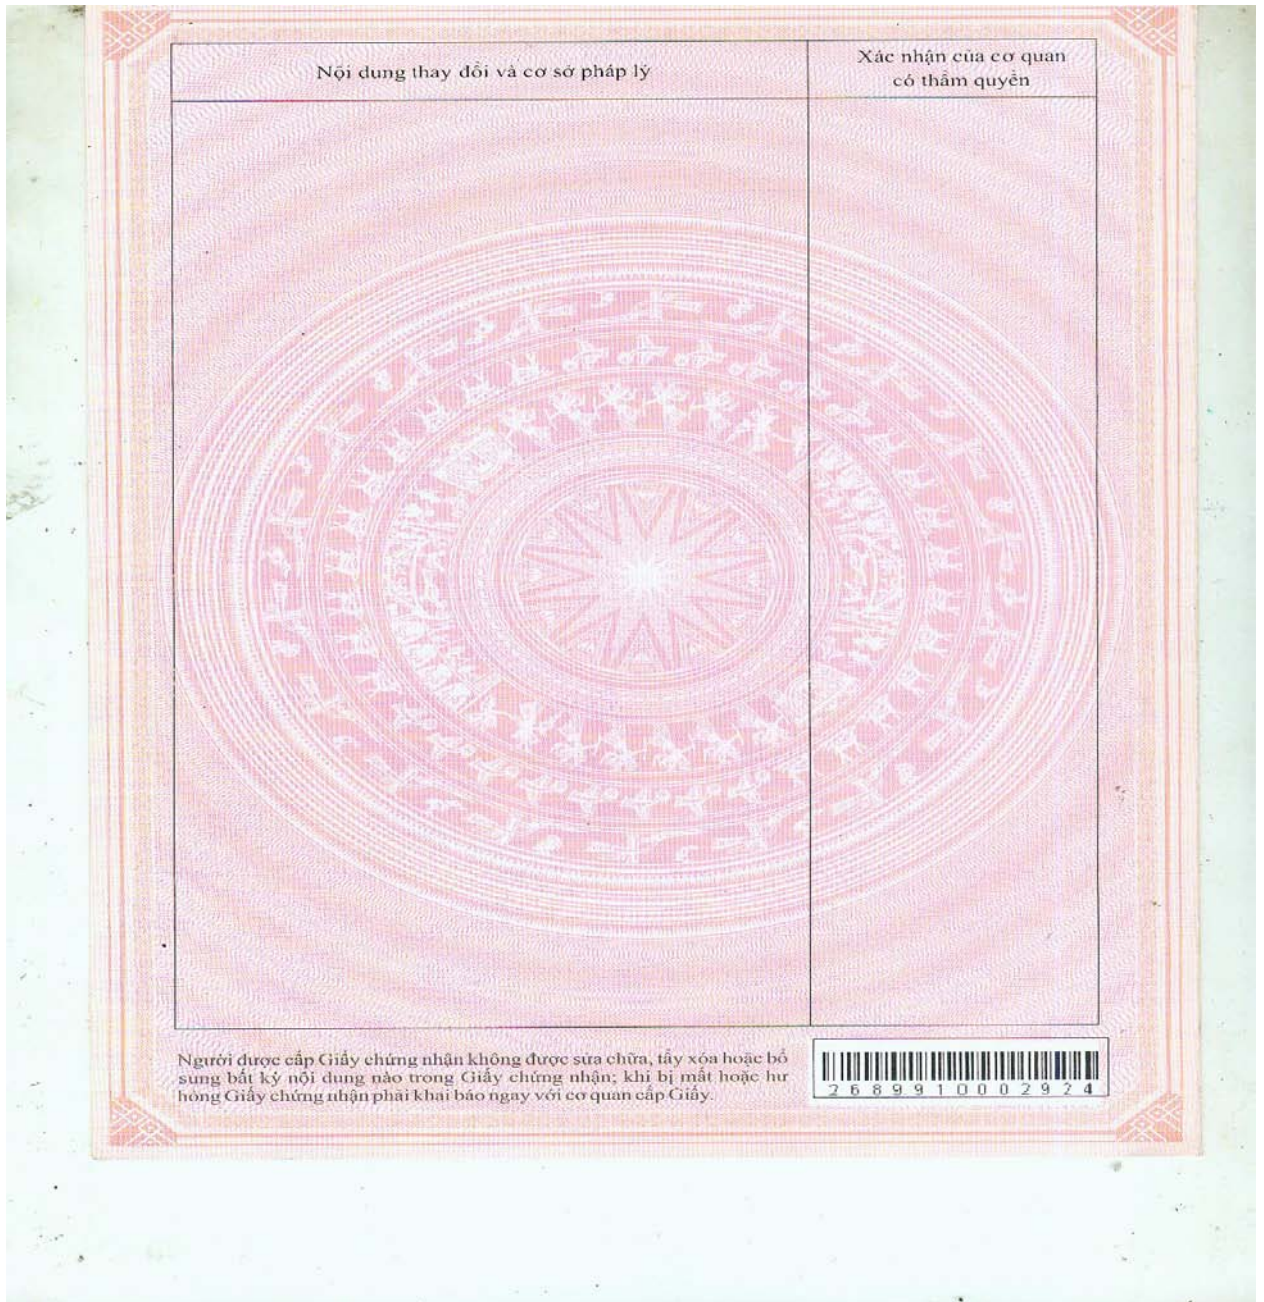 Nội dung thay đổi và cơ sở pháp lý
Xác nhận của cơ quan
có thẩm quyền
Người được cấp Giấy chứng nhận không được sửa chữa, tẩy xóa hoặc bổ
sung bất kỳ nội dung nào trong Giấy chứng nhận; khi bị mất hoặc hư
hỏng Giấy chứng nhận phải khai báo ngay với cơ quan cấp Giấy.
2689910002924